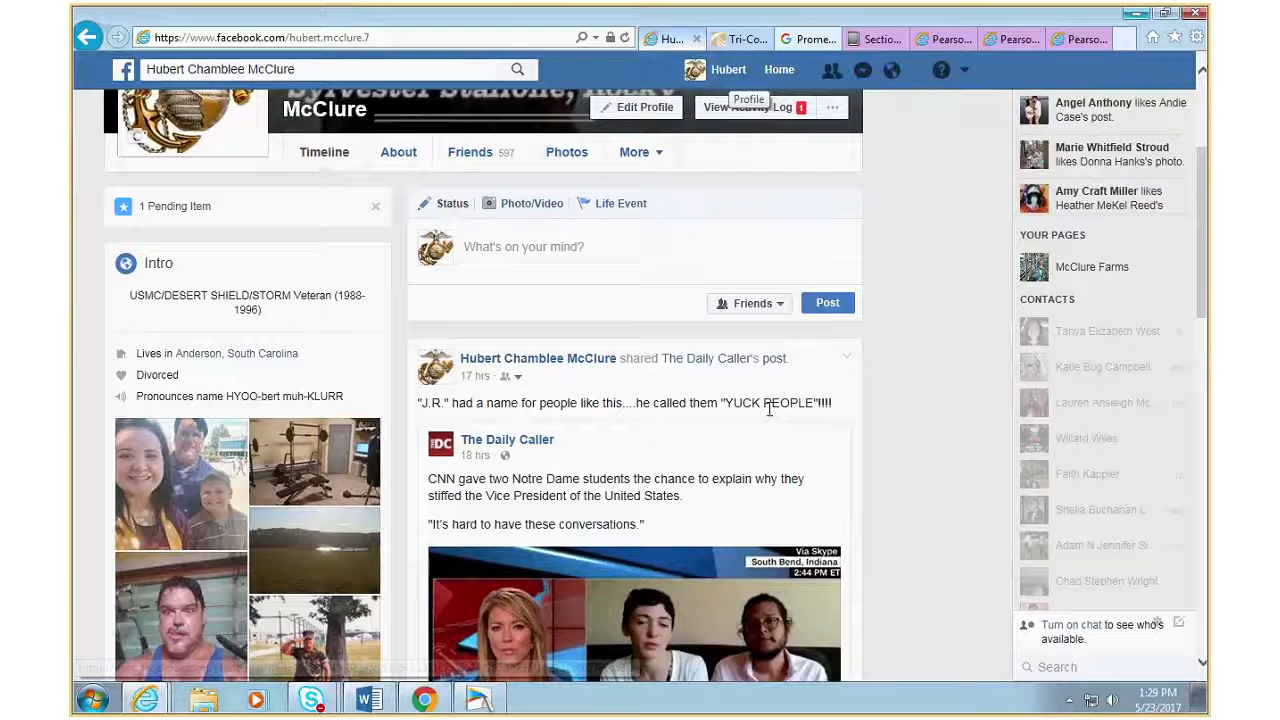 https://www.facebook.com/hubert.mcclure.7
Hu...
Tri-Co...
Prome...
Sectio...
Pearso...
Pearso...
Pearso...
Hubert Chamblee McClure
Hubert
Home
Profile
McClure
Edit Profile
View Activity Log 1
Timeline
About
Friends 597
Photos
More
1 Pending Item
Intro
USMC/DESERT SHIELD/STORM Veteran (1988-
1996)
Lives in Anderson, South Carolina
Divorced
Pronounces name HYOO-bert muh-KLURR
Status
Photo/Video
Life Event
What's on your mind?
Friends
Post
Hubert Chamblee McClure shared The Daily Caller's post.
17 hrs
"J.R." had a name for people like this....he called them "YUCK PEOPLE"!!!!
DC
The Daily Caller
18 hrs
CNN gave two Notre Dame students the chance to explain why they
stiffed the Vice President of the United States.
"It's hard to have these conversations."
Via Skype
South Bend, Indiana
2:44 PM ET
Angel Anthony likes Andie
Case's post.
Marie Whitfield Stroud
likes Donna Hanks's photo.
Amy Craft Miller likes
Heather MeKel Reed's
YOUR PAGES
McClure Farms
CONTACTS
Tanya Elizabeth West
Katie Bug Campbell
Lauren Ansleigh Mc...
Willard Wiles
Faith Kappler
Shelia Buchanan L...
Adam N Jennifer Si...
Chad Stephen Wright
Turn on chat to see who's
available.
Search
1:29 PM
5/23/2017